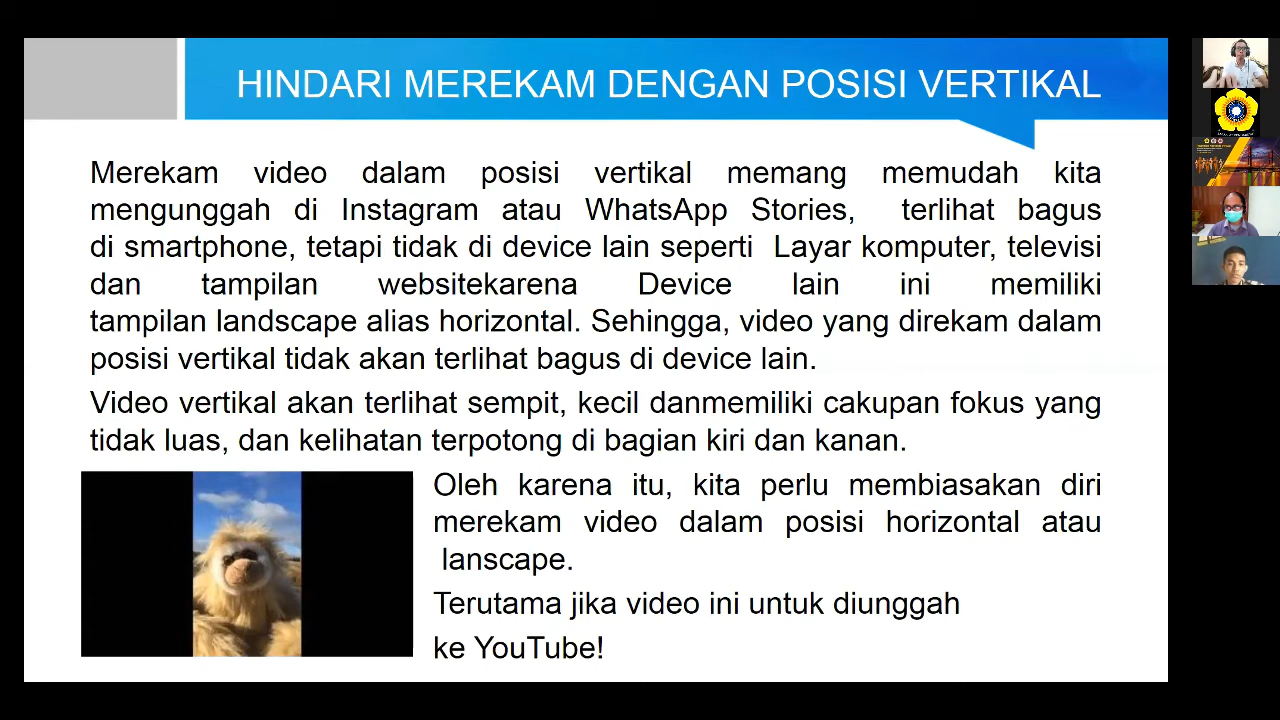 HINDARI MEREKAM DENGAN POSISI VERTIKAL
Merekam video dalam posisi vertikal memang memudah kita
mengunggah di Instagram atau WhatsApp Stories, terlihat bagus
di smartphone, tetapi tidak di device lain seperti Layar komputer, televisi
dan tampilan websitekarena Device lain ini memiliki
tampilan landscape alias horizontal. Sehingga, video yang direkam dalam
posisi vertikal tidak akan terlihat bagus di device lain.
Video vertikal akan terlihat sempit, kecil danmemiliki cakupan fokus yang
tidak luas, dan kelihatan terpotong di bagian kiri dan kanan.
Oleh karena itu, kita perlu membiasakan diri
merekam video dalam posisi horizontal atau
lanscape.
Terutama jika video ini untuk diunggah
ke YouTube!